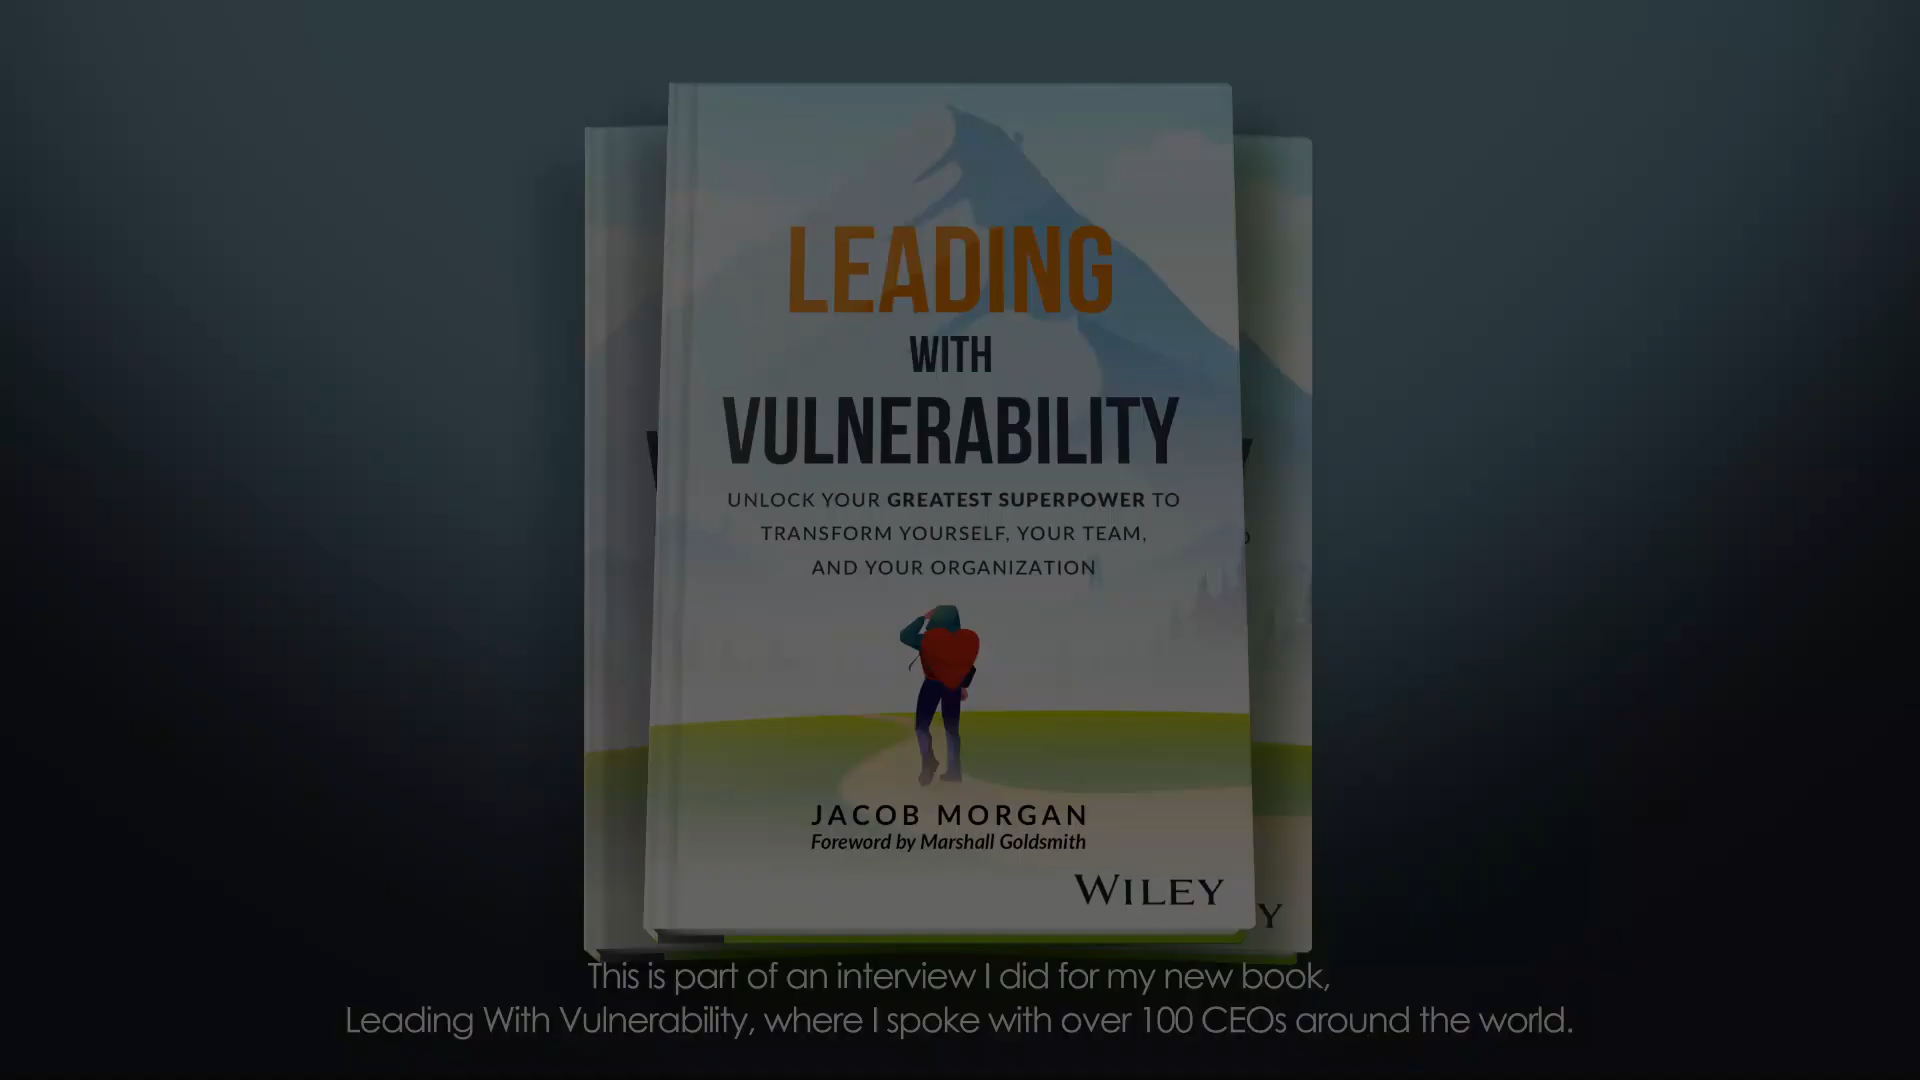 LEADING
WITH
VULNERABILITY
UNLOCK YOUR GREATEST SUPERPOWER TO
TRANSFORM YOURSELF, YOUR TEAM,
AND YOUR ORGANIZATION
JACOB MORGAN
Foreword by Marshall Goldsmith
WILEY
This is part of an interview I did for my new book,
Leading With Vulnerability, where I spoke with over 100 CEOs around the world.